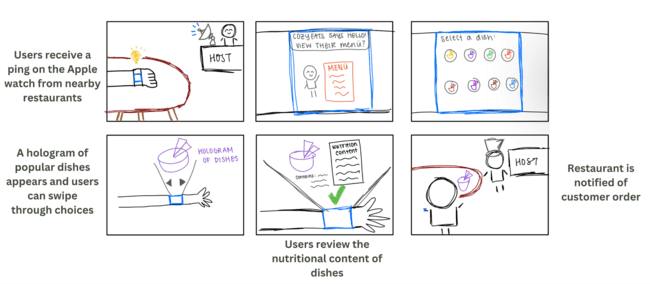 Users receive a
ping on the Apple
watch from nearby
restaurants
HOST
COZYEATS SAYS HELLO!
VIEW THEIR MENU?
MENU
Select a dish:
A hologram of
popular dishes
appears and users
can swipe
through choices
HOLOGRAM
OF DISHES
Nutrition
content
contains:
Users review the
nutritional content of
dishes
HOST
Restaurant is
notified of
customer order